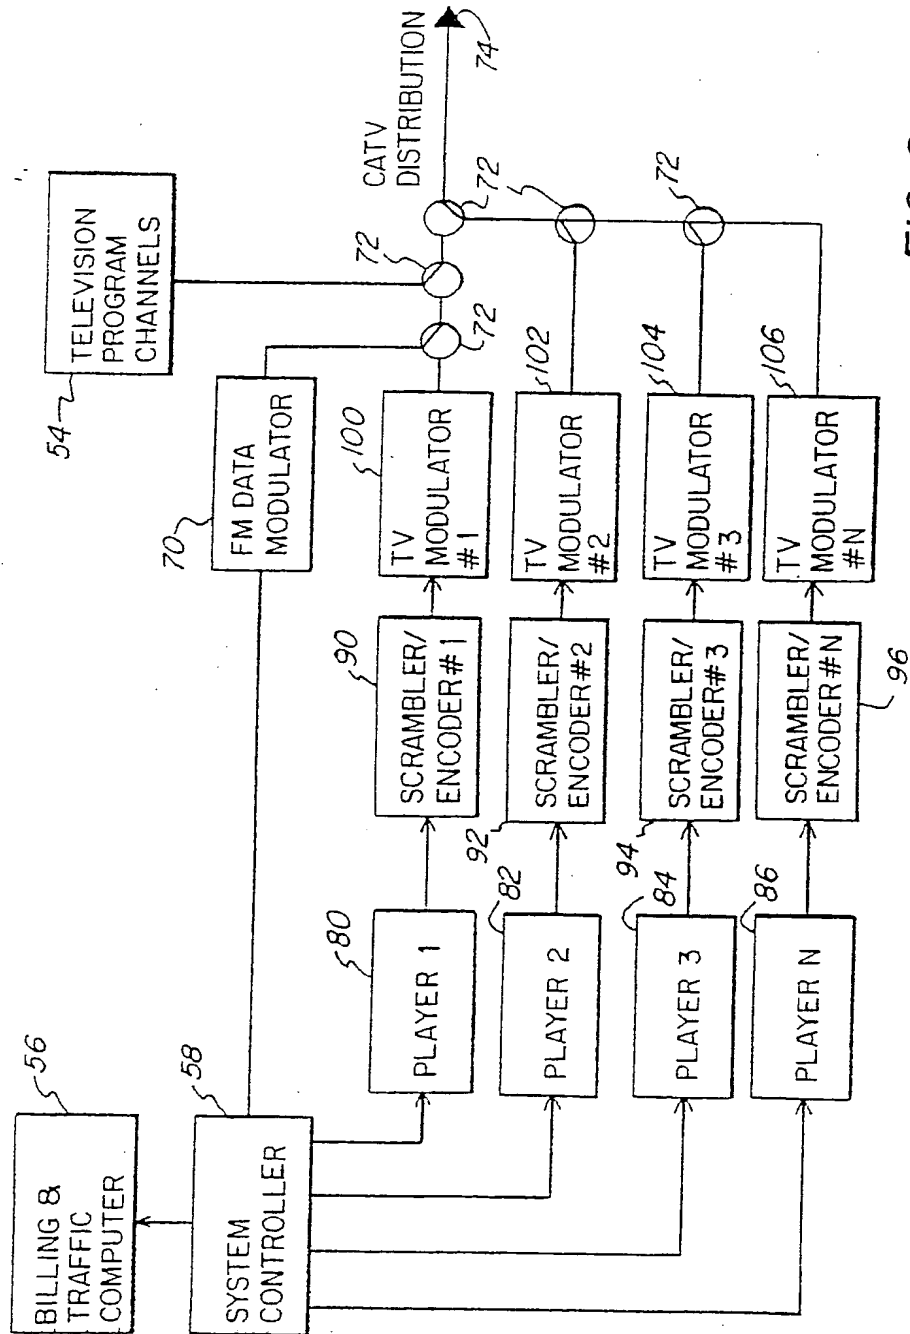 BILLING &
TRAFFIC
COMPUTER
56
SYSTEM
CONTROLLER
58
54
TELEVISION
PROGRAM
CHANNELS
70
FM DATA
MODULATOR
PLAYER 1
80
SCRAMBLER/
ENCODER#1
90
TV
MODULATOR
#1
100
72
72
72
CATV
DISTRIBUTION
74
PLAYER 2
82
SCRAMBLER/
ENCODER#2
92
TV
MODULATOR
#2
102
PLAYER 3
84
SCRAMBLER/
ENCODER#3
94
TV
MODULATOR
#3
104
72
PLAYER N
86
SCRAMBLER/
ENCODER#N
96
TV
MODULATOR
#N
106